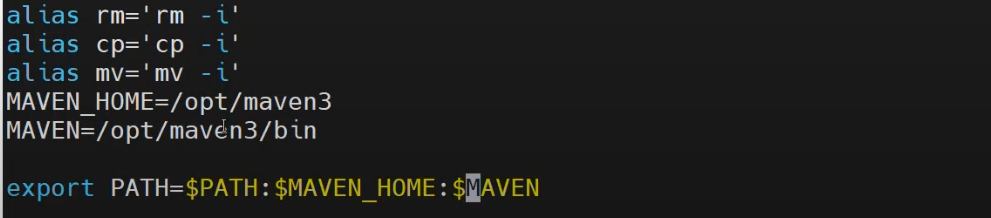 alias rm='rm -i'
alias cp='cp -i'
alias mv='mv -i'
MAVEN_HOME=/opt/maven3
MAVEN=/opt/maven3/bin
export PATH=$PATH:$MAVEN_HOME:$MAVEN